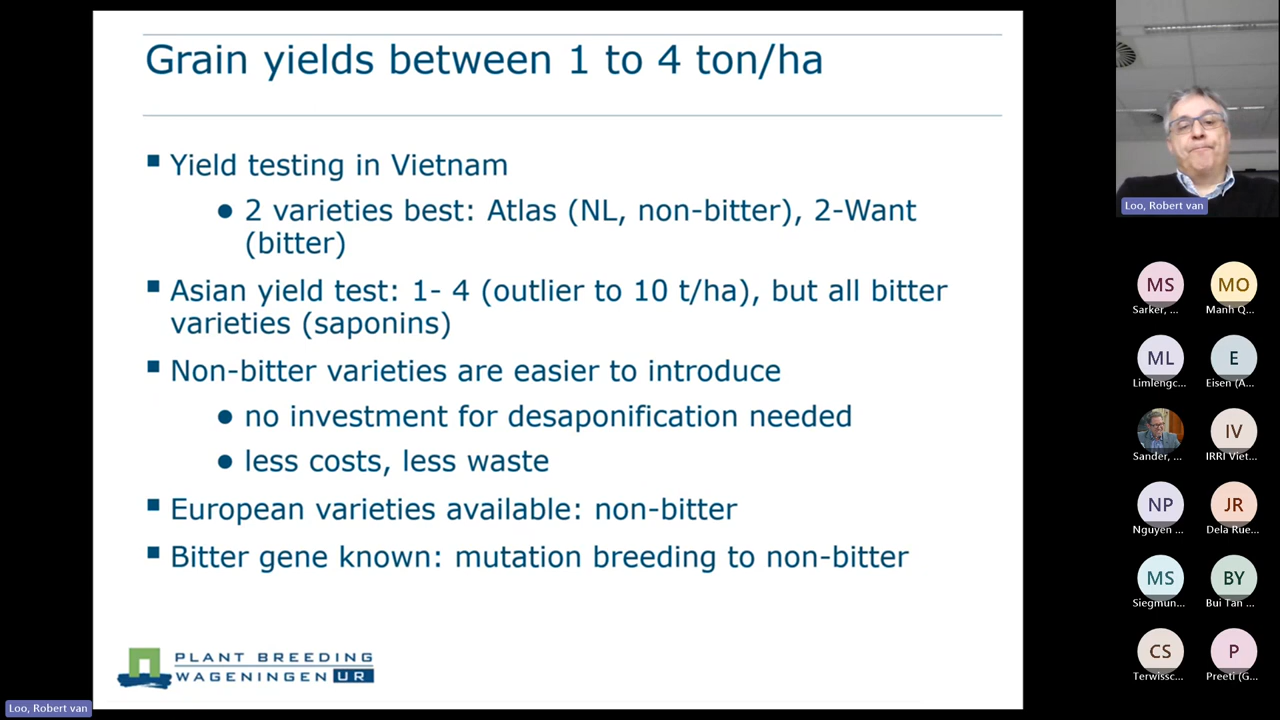 Grain yields between 1 to 4 ton/ha
Yield testing in Vietnam
2 varieties best: Atlas (NL, non-bitter), 2-Want
(bitter)
Asian yield test: 1- 4 (outlier to 10 t/ha), but all bitter
varieties (saponins)
Non-bitter varieties are easier to introduce
no investment for desaponification needed
less costs, less waste
European varieties available: non-bitter
Bitter gene known: mutation breeding to non-bitter
PLANT BREEDING
WAGENINGEN UR
Loo, Robert van
Loo, Robert van
MS
MO
Sarker, ...
Manh Q...
ML
E
Limlengc...
Eisen (A...
IV
Sander, ...
IRRI Viet...
NP
JR
Nguyen ...
Dela Rue...
MS
BY
Siegmun...
Bui Tan ...
CS
P
Terwissc...
Preeti (G...